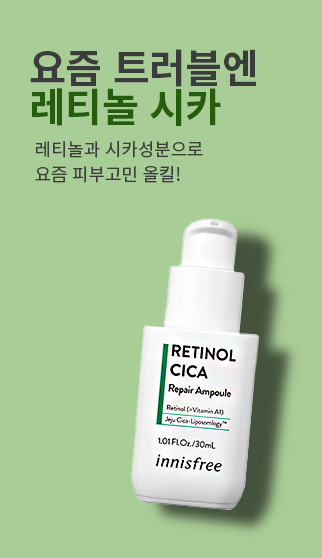 요즘 트러블엔
레티놀 시카
레티놀과 시카성분으로
요즘 피부고민 올킬!
RETINOL
CICA
Repair Ampoule
Retinol (=Vitamin A1)
Jeju Cica-Liposomlogy™
1.01 Fl.Oz./30mL
innisfree